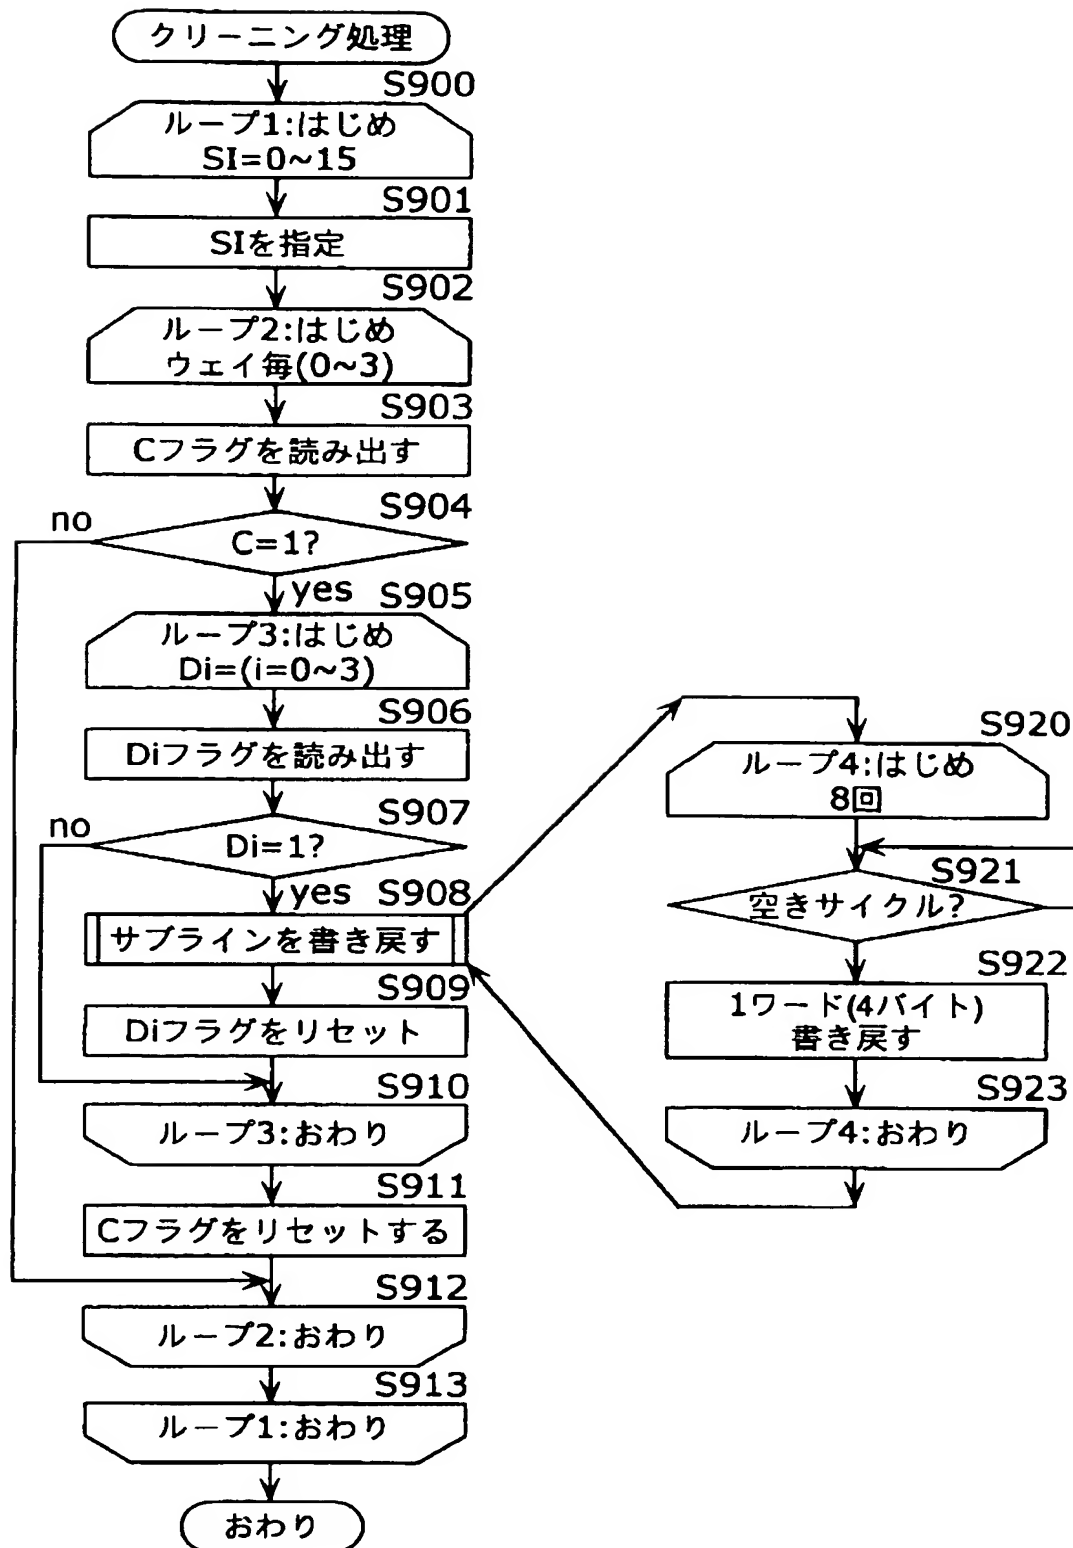 クリーニング処理
S900
ループ1:はじめ
SI=0~15
S901
SIを指定
S902
ループ2:はじめ
ウェイ毎(0~3)
S903
Cフラグを読み出す
S904
no
C=1?
yes
S905
ループ3:はじめ
Di=(i=0~3)
S906
Diフラグを読み出す
S907
no
Di=1?
yes
S908
サブラインを書き戻す
S909
Diフラグをリセット
S910
ループ3:おわり
S911
Cフラグをリセットする
S912
ループ2:おわり
S913
ループ1:おわり
おわり
S920
ループ4:はじめ
8回
S921
空きサイクル?
S922
1ワード(4バイト)
書き戻す
S923
ループ4:おわり